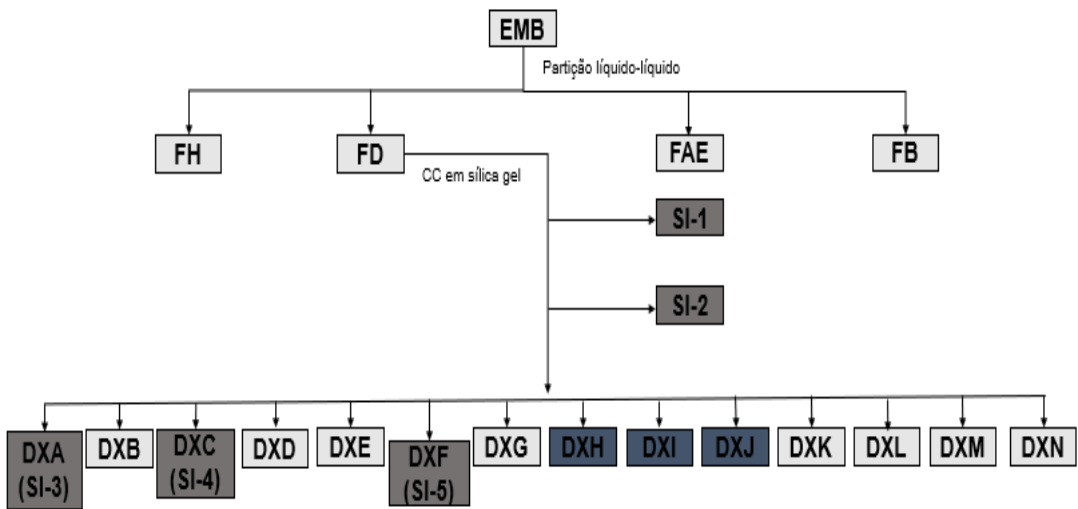 EMB
Partição líquido-líquido
FH
FD
FAE
FB
CC em sílica gel
SI-1
SI-2
DXA
(SI-3)
DXB
DXC
(SI-4)
DXD
DXE
DXF
(SI-5)
DXG
DXH
DXI
DXJ
DXK
DXL
DXM
DXN